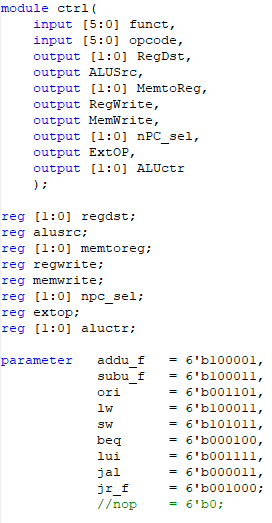 module ctrl(
input [5:0] funct,
input [5:0] opcode,
output [1:0] RegDst,
output ALUSrc,
output [1:0] MemtoReg,
output RegWrite,
output MemWrite,
output [1:0] nPC_sel,
output ExtOP,
output [1:0] ALUctr
);
reg [1:0] regdst;
reg alusrc;
reg [1:0] memtoreg;
reg regwrite;
reg memwrite;
reg [1:0] npc_sel;
reg extop;
reg [1:0] aluctr;
parameter addu_f = 6'b100001,
subu_f = 6'b100011,
ori = 6'b001101,
lw = 6'b100011,
sw = 6'b101011,
beq = 6'b000100,
lui = 6'b001111,
jal = 6'b000011,
jr_f = 6'b001000;
//nop = 6'b0;